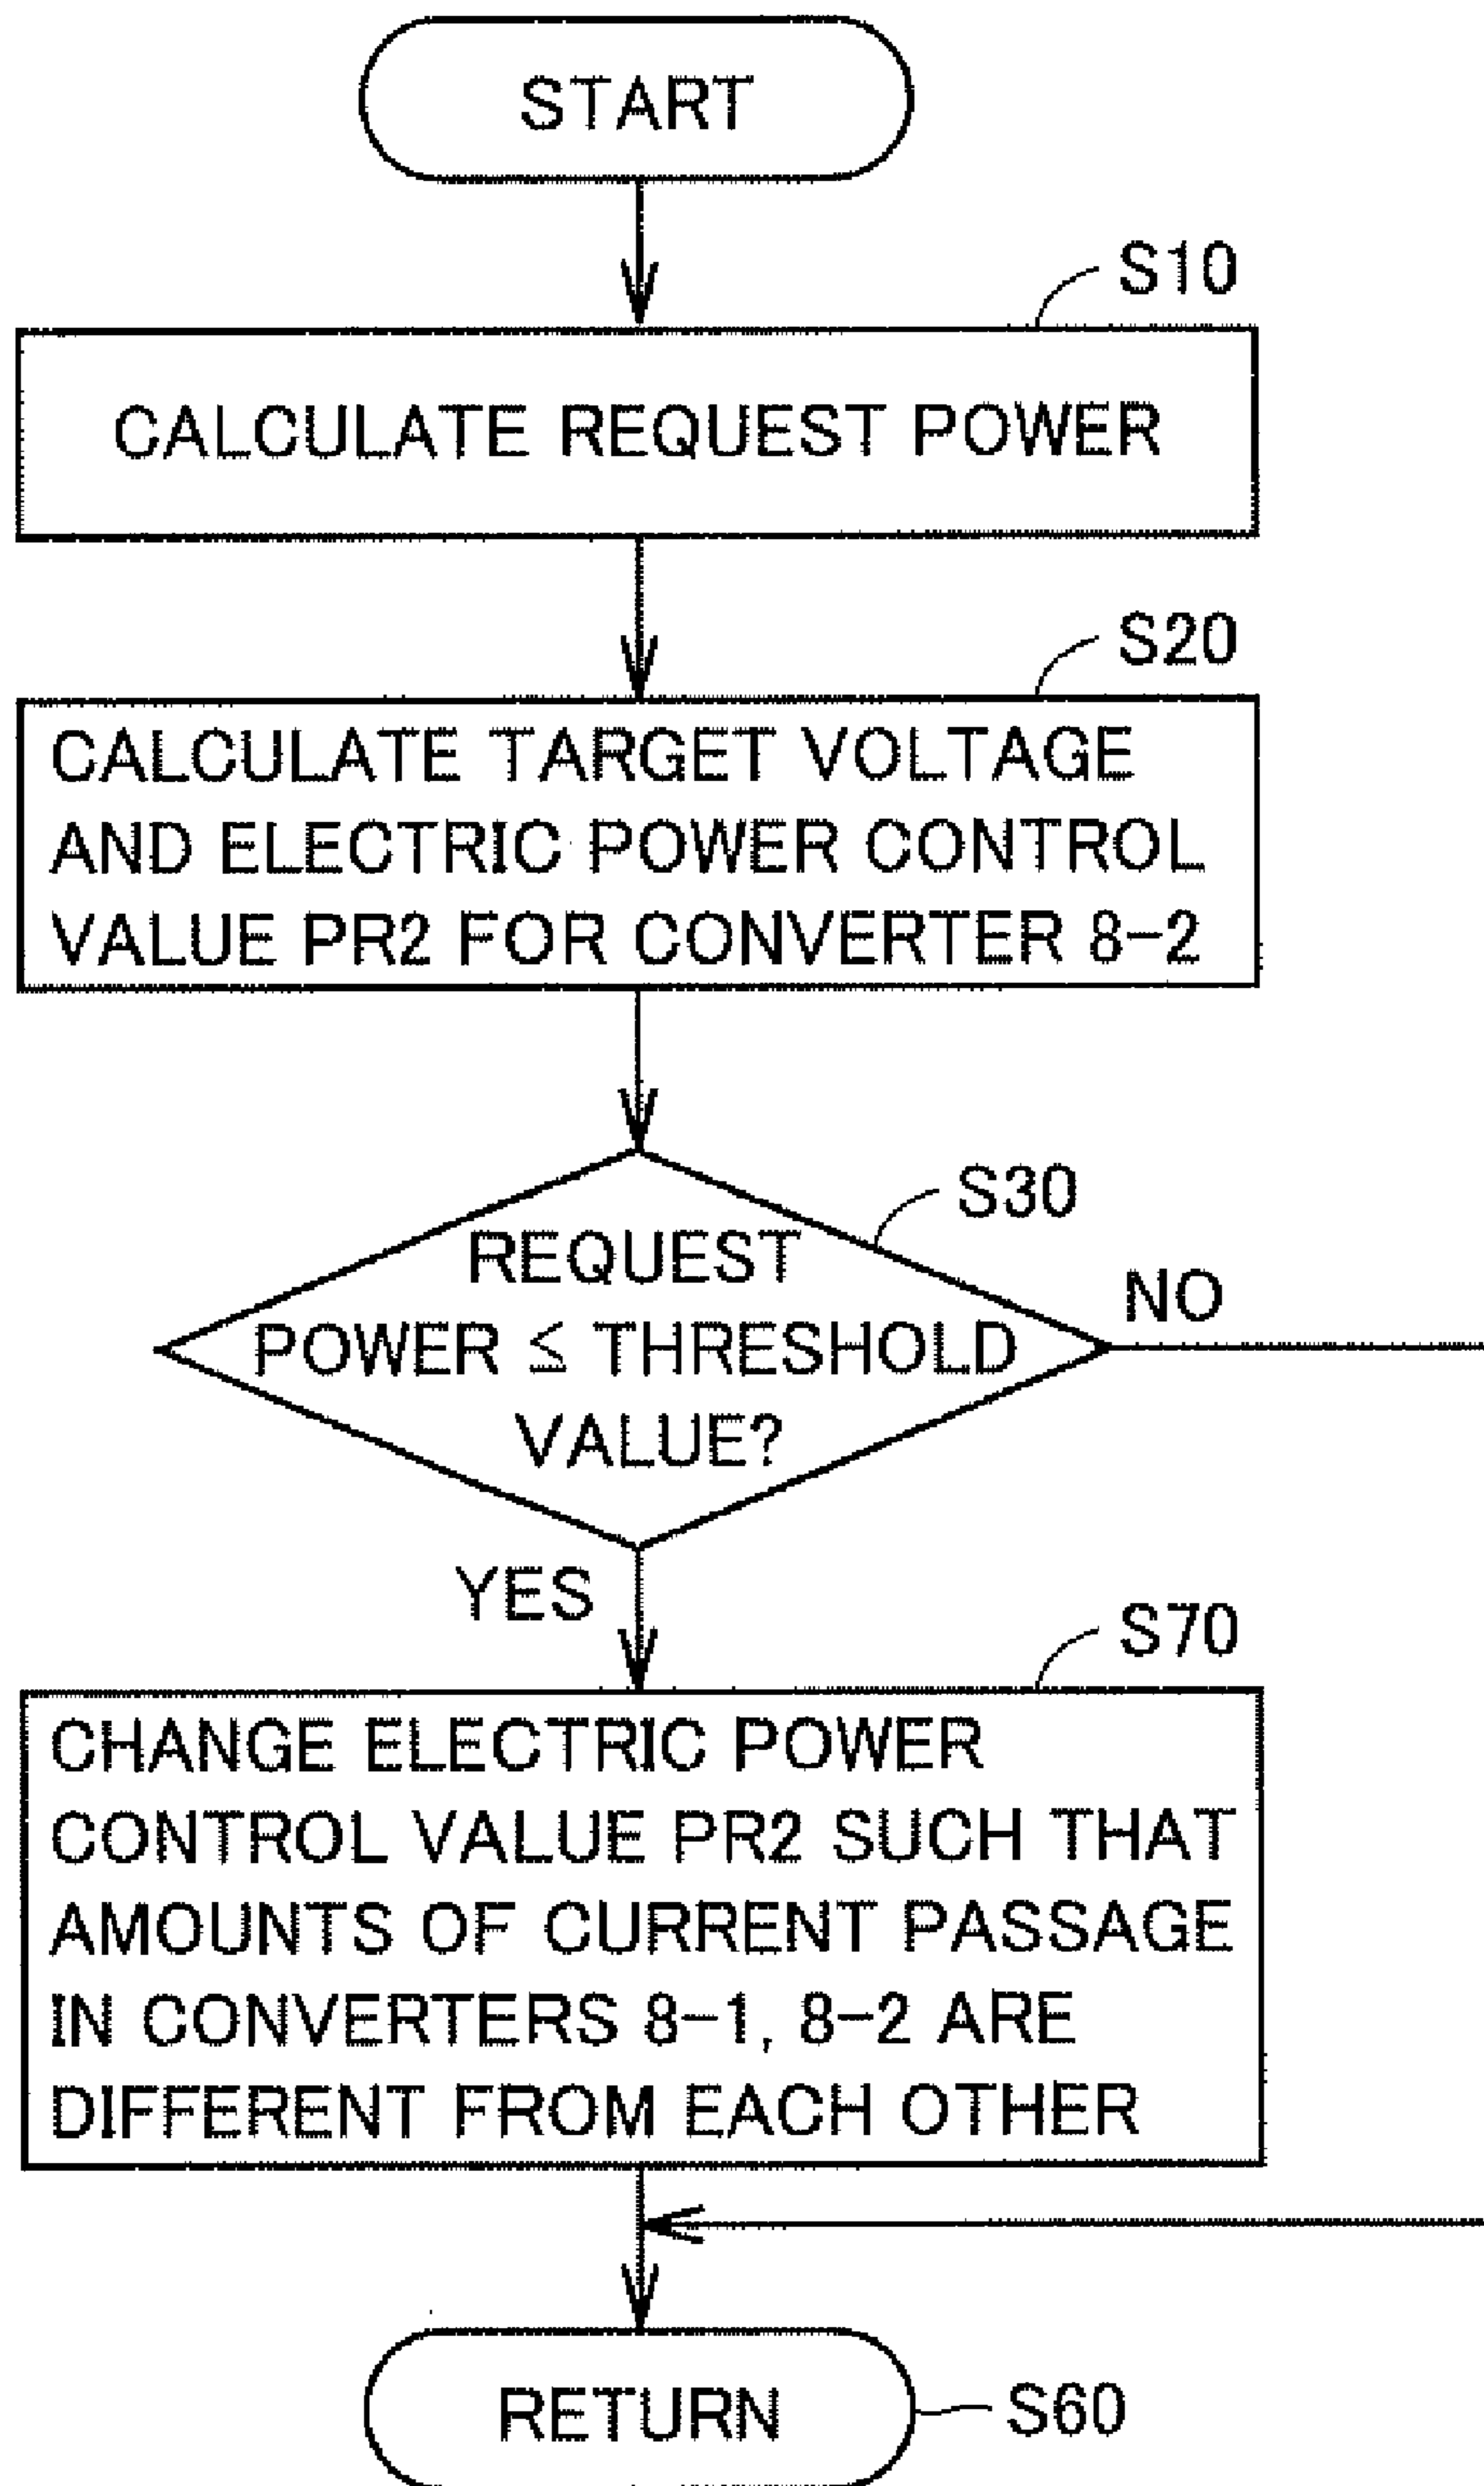 START
S10
CALCULATE REQUEST POWER
S20
CALCULATE TARGET VOLTAGE
AND ELECTRIC POWER CONTROL
VALUE PR2 FOR CONVERTER 8-2
S30
REQUEST
POWER ≤ THRESHOLD
VALUE?
NO
YES
S70
CHANGE ELECTRIC POWER
CONTROL VALUE PR2 SUCH THAT
AMOUNTS OF CURRENT PASSAGE
IN CONVERTERS 8-1, 8-2 ARE
DIFFERENT FROM EACH OTHER
RETURN
S60